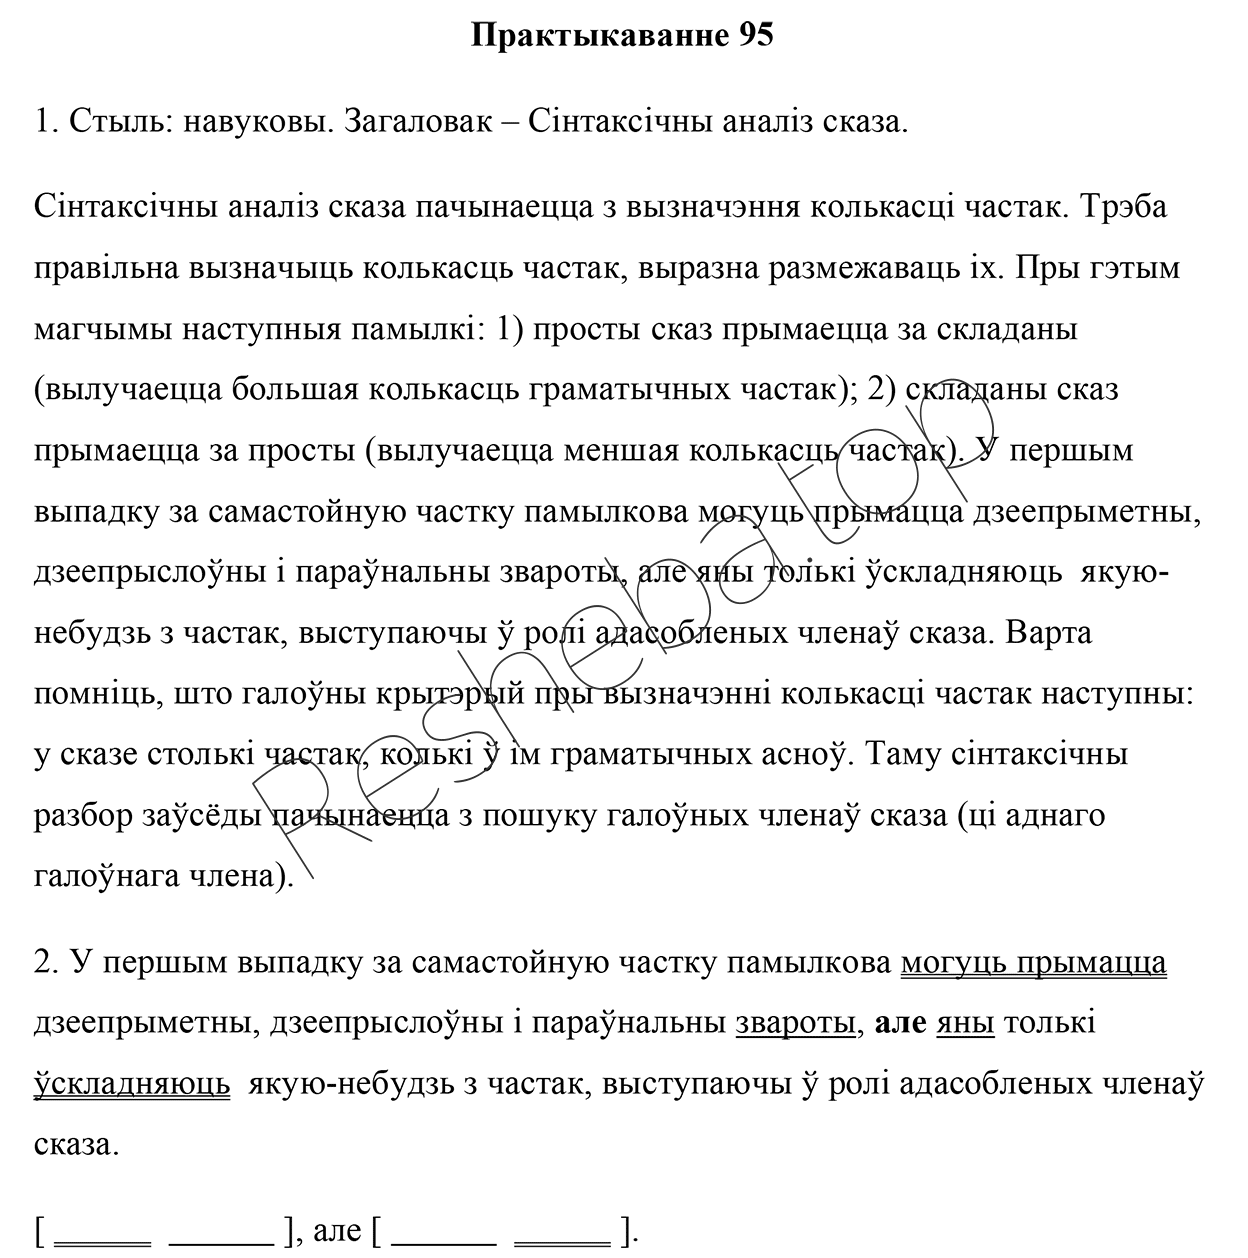 Практыкаванне 95
1. Стыль: навуковы. Загаловак – Сінтаксічны аналіз сказа.
Сінтаксічны аналіз сказа пачынаецца з вызначэння колькасці частак. Трэба
правільна вызначыць колькасць частак, выразна размежаваць іх. Пры гэтым
магчымы наступныя памылкі: 1) просты сказ прымаецца за складаны
(вылучаецца большая колькасць граматычных частак); 2) складаны сказ
прымаецца за просты (вылучаецца меншая колькасць частак). У першым
выпадку за самастойную частку памылкова могуць прымацца дзеепрыметны,
дзеепрыслоўны і параўнальны звароты, але яны толькі ўскладняюць якую-
небудзь з частак, выступаючы ў ролі адасобленых членаў сказа. Варта
помніць, што галоўны крытэрый пры вызначэнні колькасці частак наступны:
у сказе столькі частак, колькі ў ім граматычных асноў. Таму сінтаксічны
разбор заўсёды пачынаецца з пошуку галоўных членаў сказа (ці аднаго
галоўнага члена).
2. У першым выпадку за самастойную частку памылкова могуць прымацца
дзеепрыметны, дзеепрыслоўны і параўнальны звароты, але яны толькі
ўскладняюць якую-небудзь з частак, выступаючы ў ролі адасобленых членаў
сказа.
[ ______ ______ ], але [ ______ ______ ].
Reshebatop